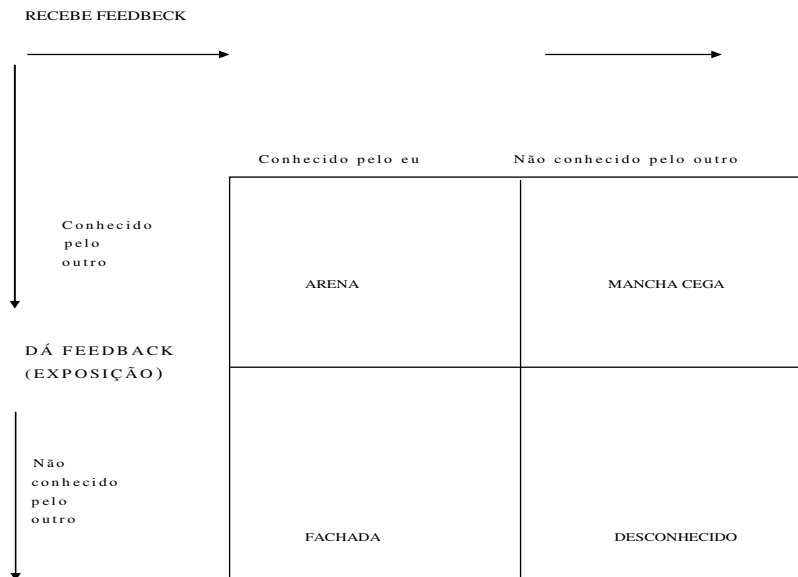 RECEBE FEEDBECK
Conhecido pelo eu
Não conhecido pelo outro
Conhecido
pelo
outro
ARENA
MANCHA CEGA
DÁ FEEDBACK
(EXPOSIÇÃO)
Não
conhecido
pelo
outro
FACHADA
DESCONHECIDO